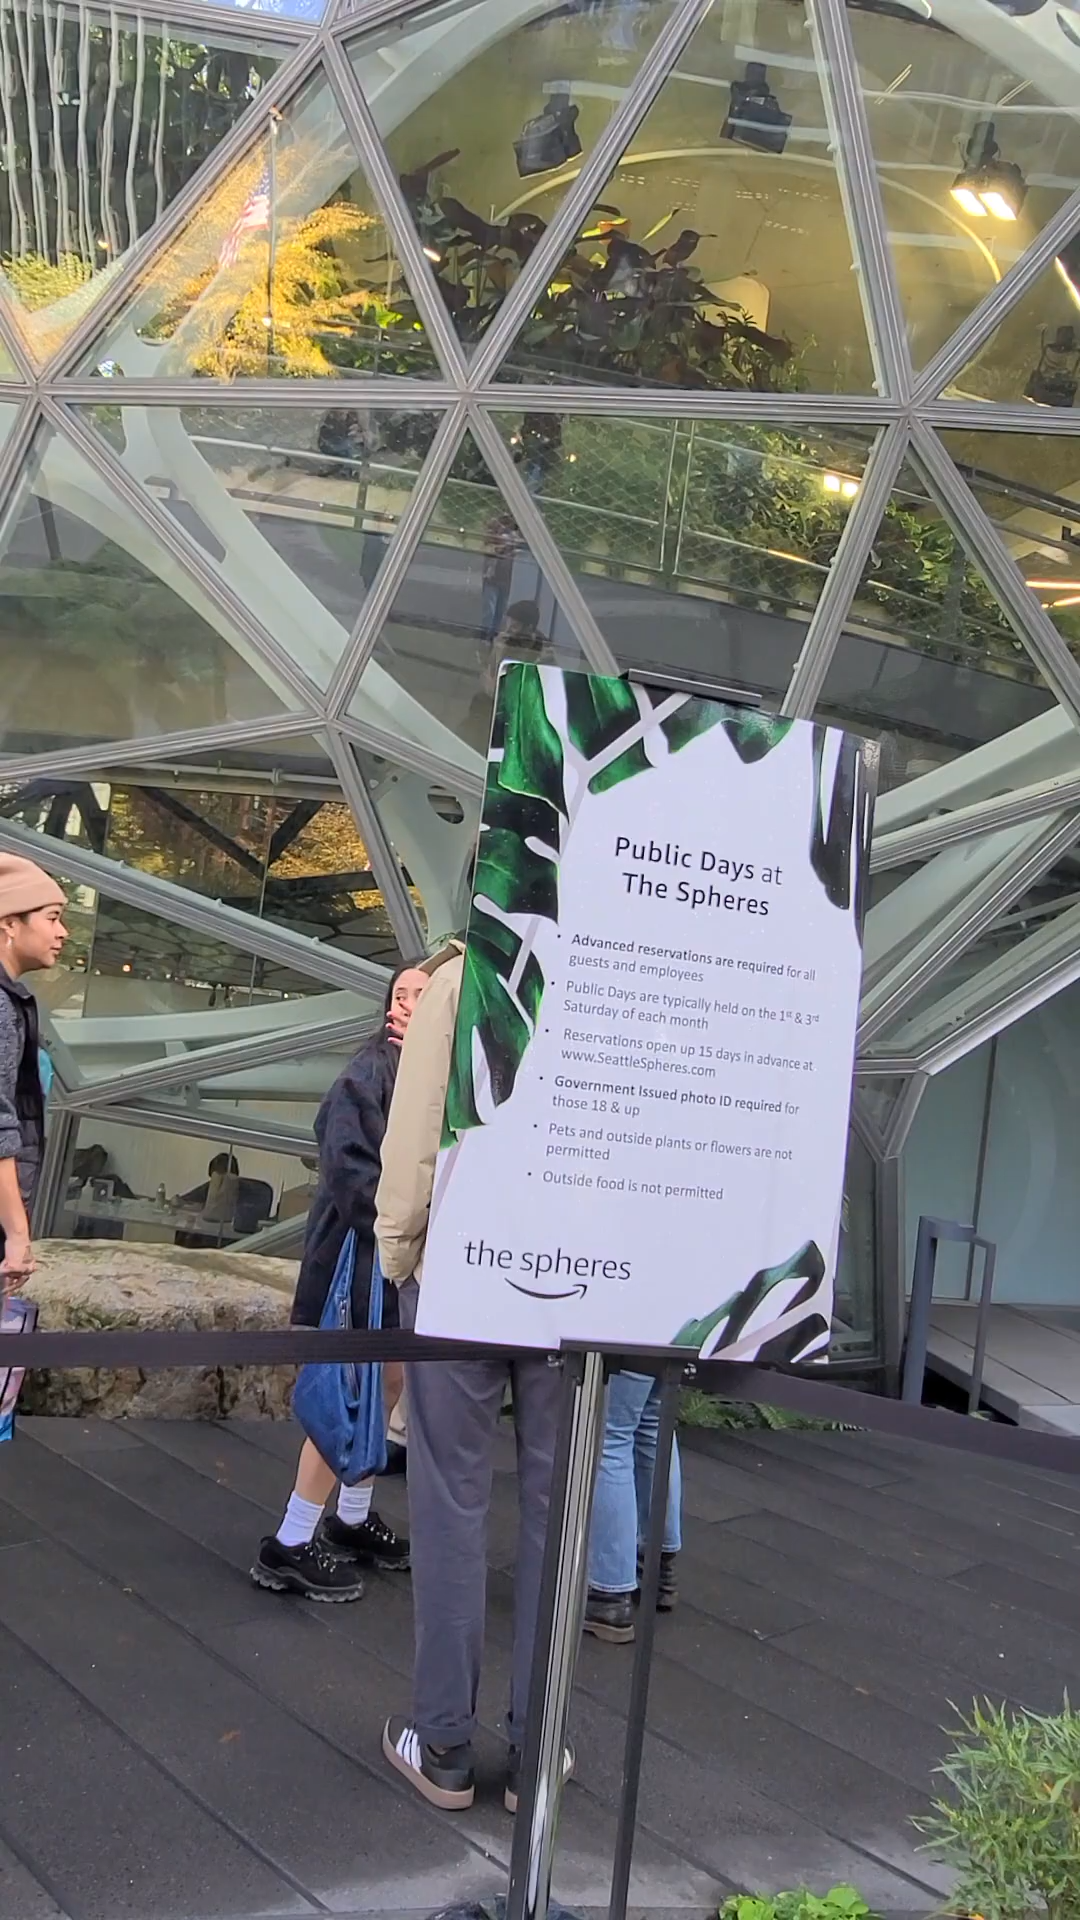 Public Days at
The Spheres
• Advanced reservations are required for all
guests and employees
• Public Days are typically held on the 1st & 3rd
Saturday of each month
• Reservations open up 15 days in advance at
www.SeattleSpheres.com
• Government Issued photo ID required for
those 18 & up
• Pets and outside plants or flowers are not
permitted
• Outside food is not permitted
the spheres